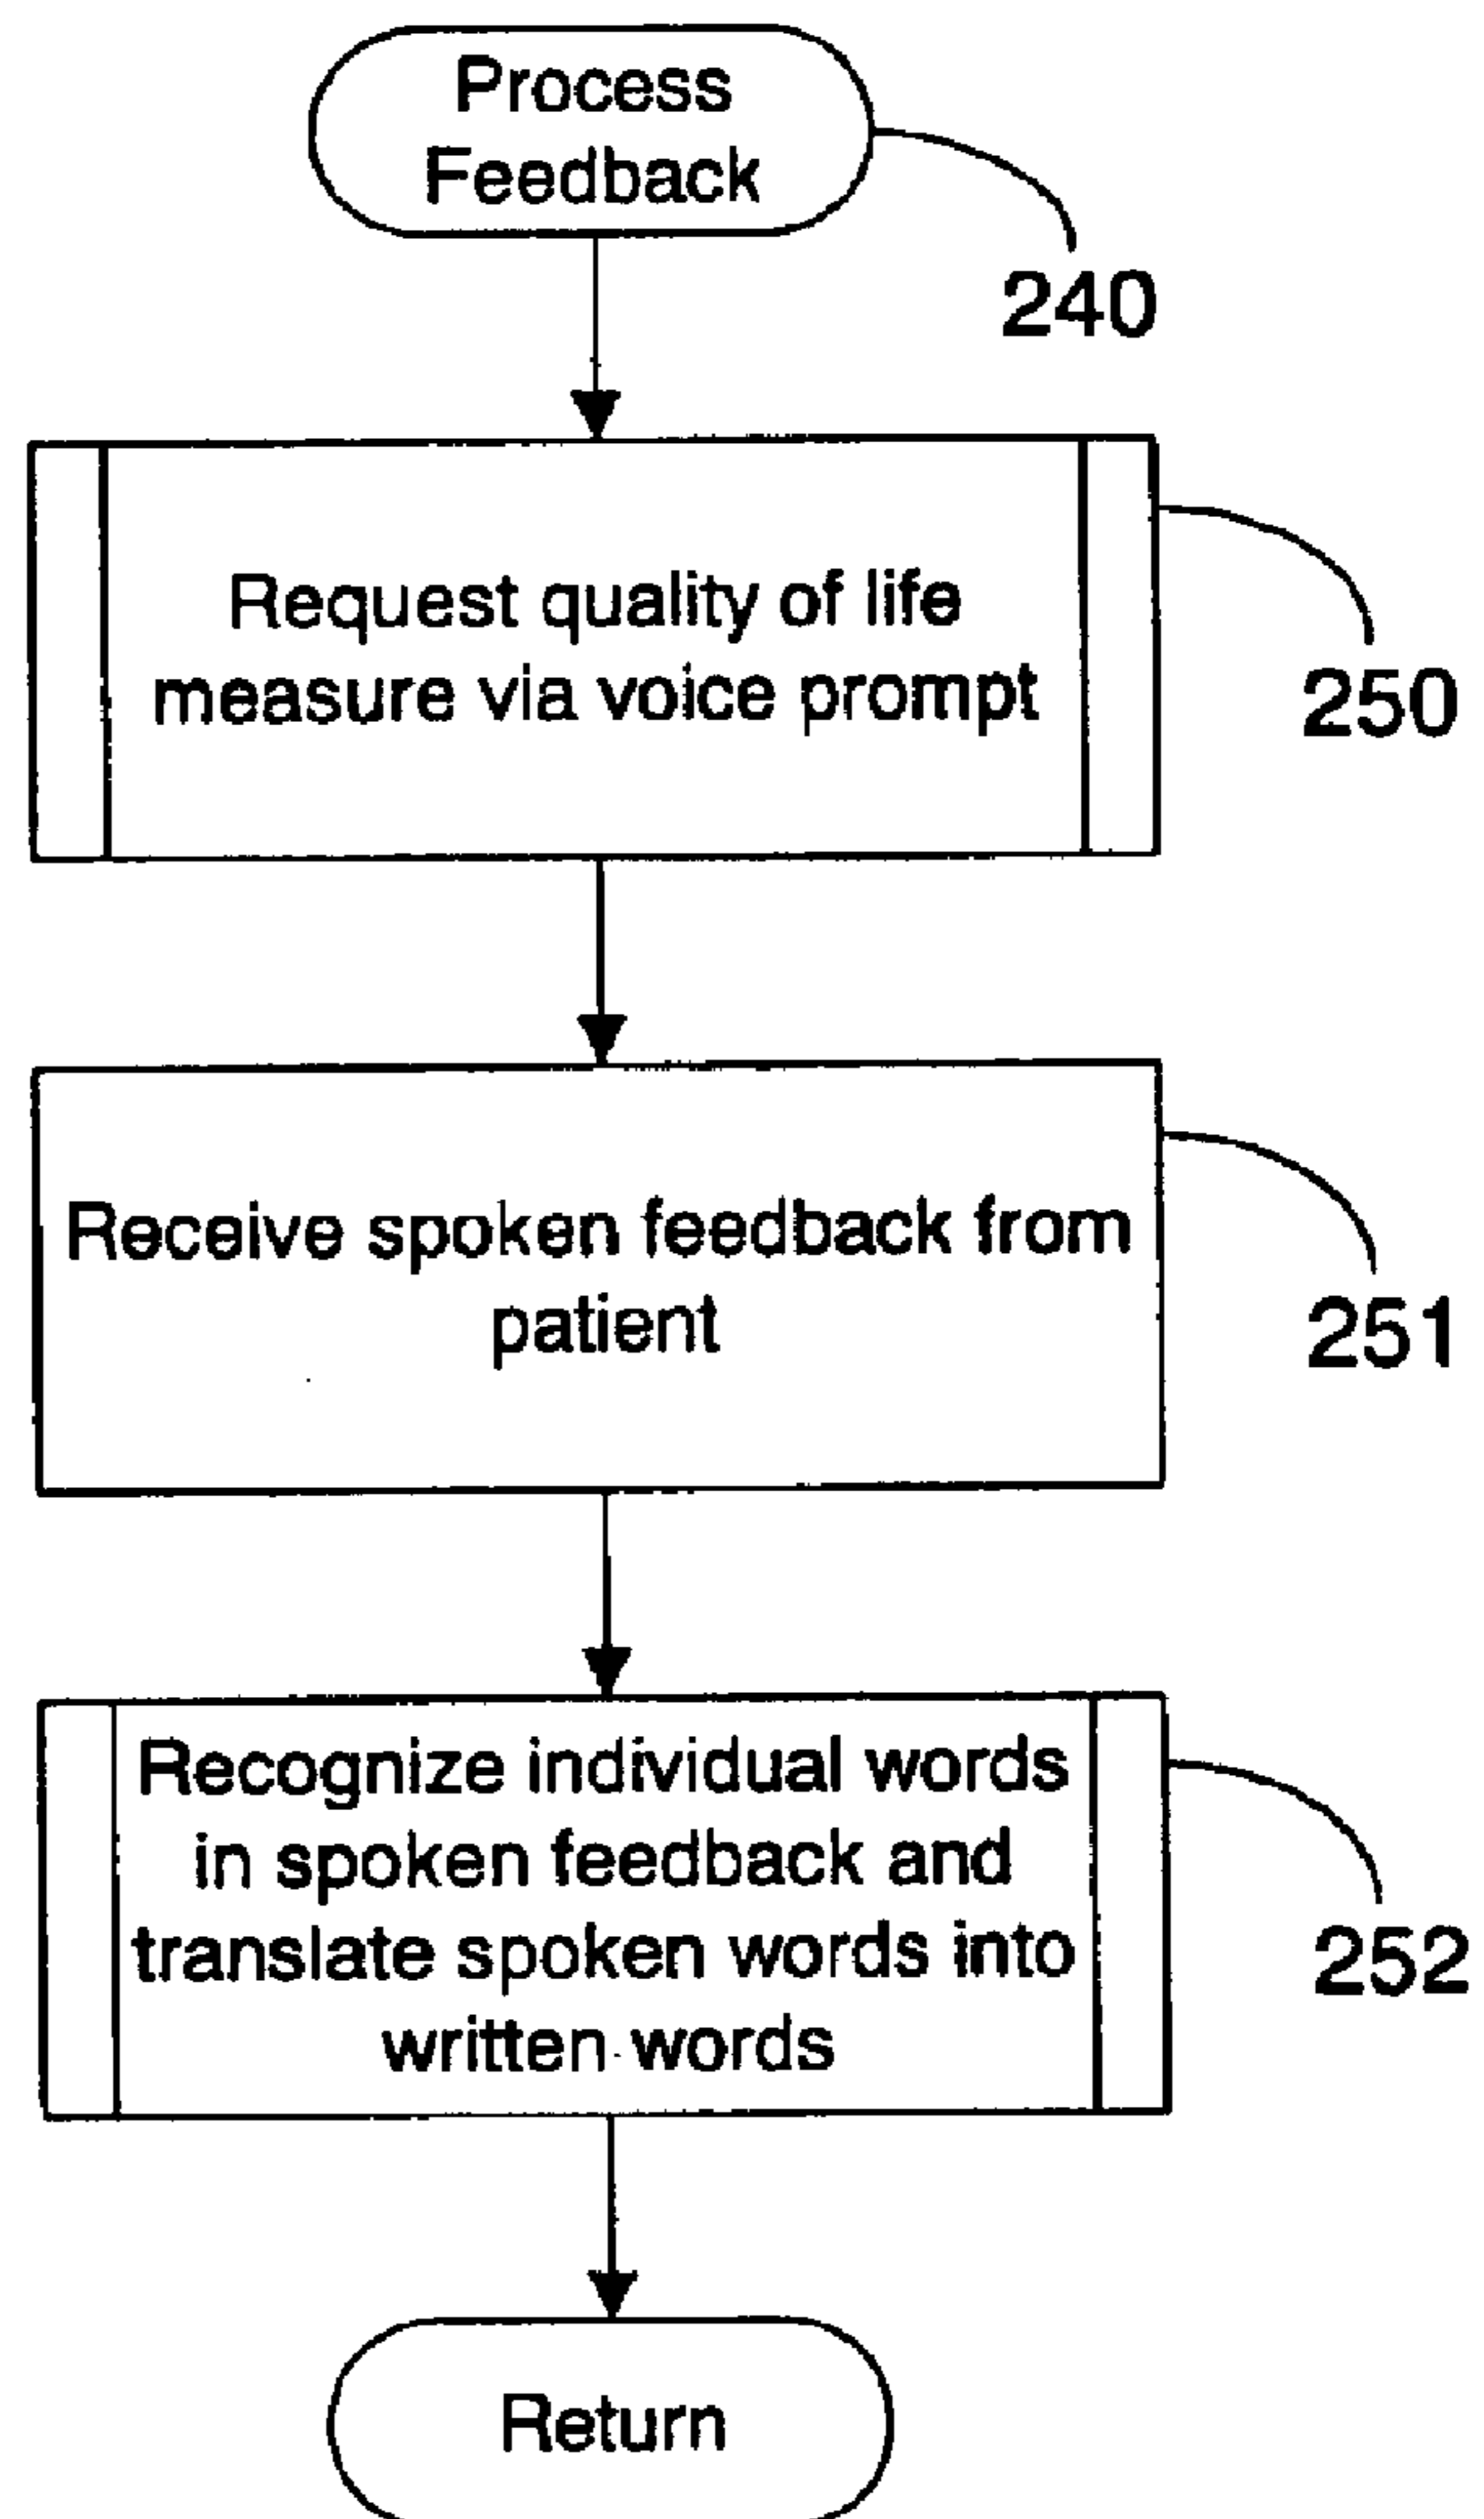 Process
Feedback
240
Request quality of life
measure via voice prompt
250
Receive spoken feedback from
patient
251
Recognize individual words
in spoken feedback and
translate spoken words into
written words
252
Return